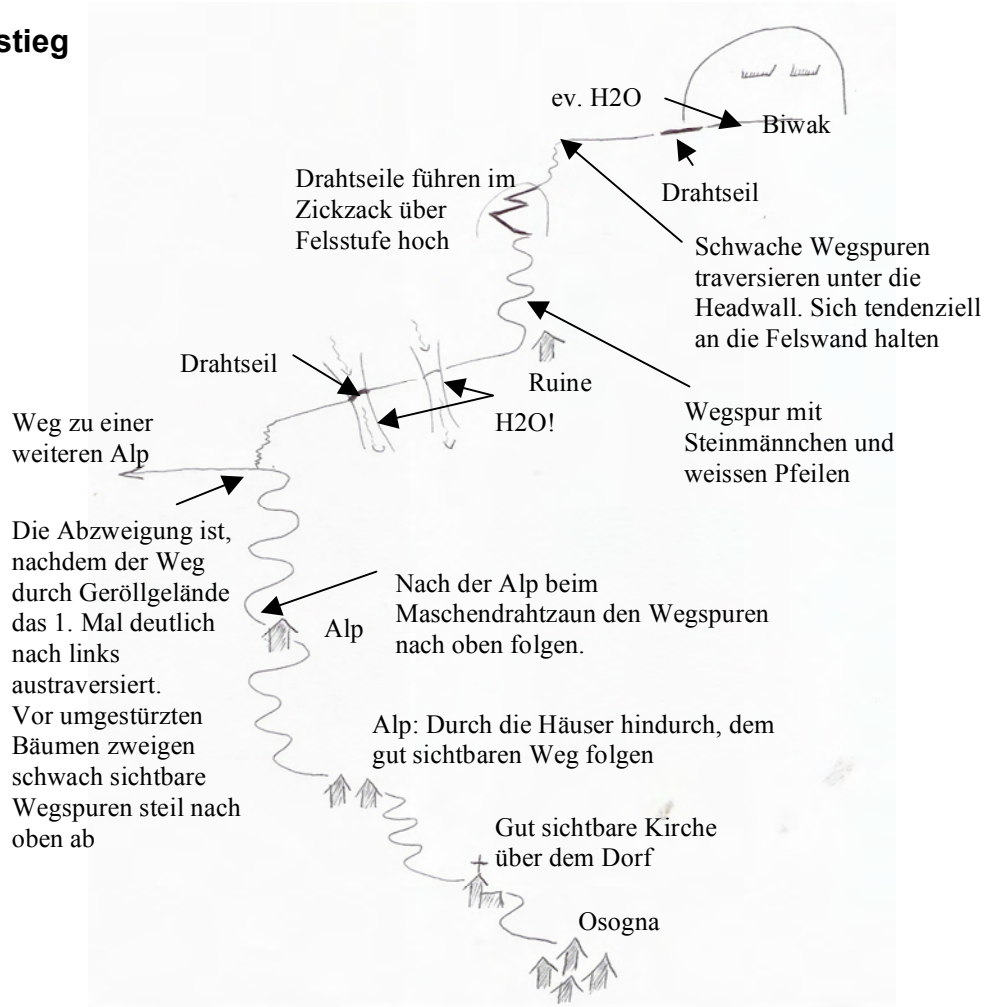 stieg
ev. H2O
Biwak
Drahtseil
Drahtseile führen im
Zickzack über
Felsstufe hoch
Schwache Wegspuren
traversieren unter die
Headwall. Sich tendenziell
an die Felswand halten
Drahtseil
Ruine
H2O!
Wegspur mit
Steinmännchen und
weissen Pfeilen
Weg zu einer
weiteren Alp
Die Abzweigung ist,
nachdem der Weg
durch Geröllgelände
das 1. Mal deutlich
nach links
austraversiert.
Vor umgestürzten
Bäumen zweigen
schwach sichtbare
Wegspuren steil nach
oben ab
Nach der Alp beim
Maschendrahtzaun den Wegspuren
nach oben folgen.
Alp
Alp: Durch die Häuser hindurch, dem
gut sichtbaren Weg folgen
Gut sichtbare Kirche
über dem Dorf
Osogna